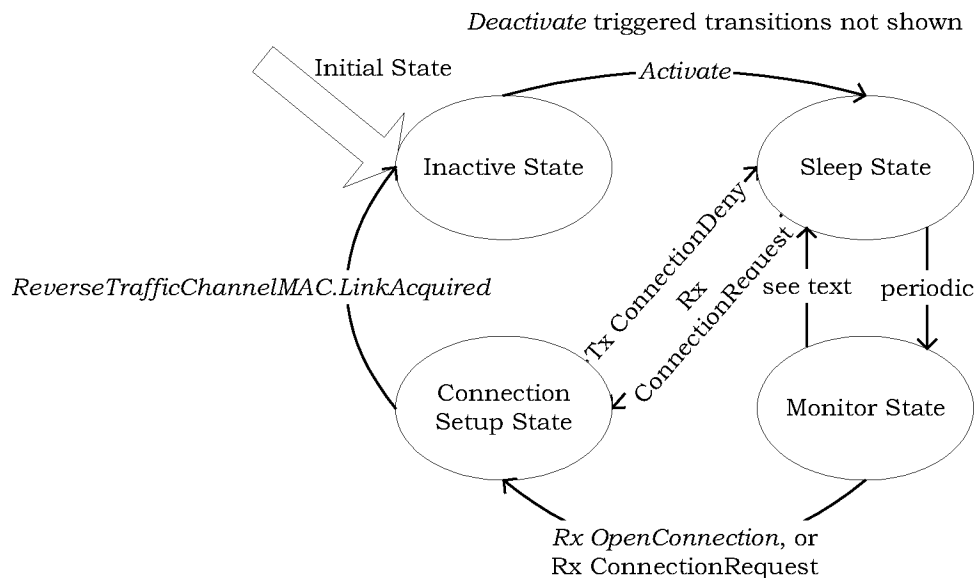 Deactivate triggered transitions not shown
Initial State
Activate
Inactive State
Sleep State
Tx ConnectionDeny
Rx
ConnectionRequest
ReverseTrafficChannelMAC.LinkAcquired
see text
periodic
Connection
Setup State
Monitor State
Rx OpenConnection, or
Rx ConnectionRequest